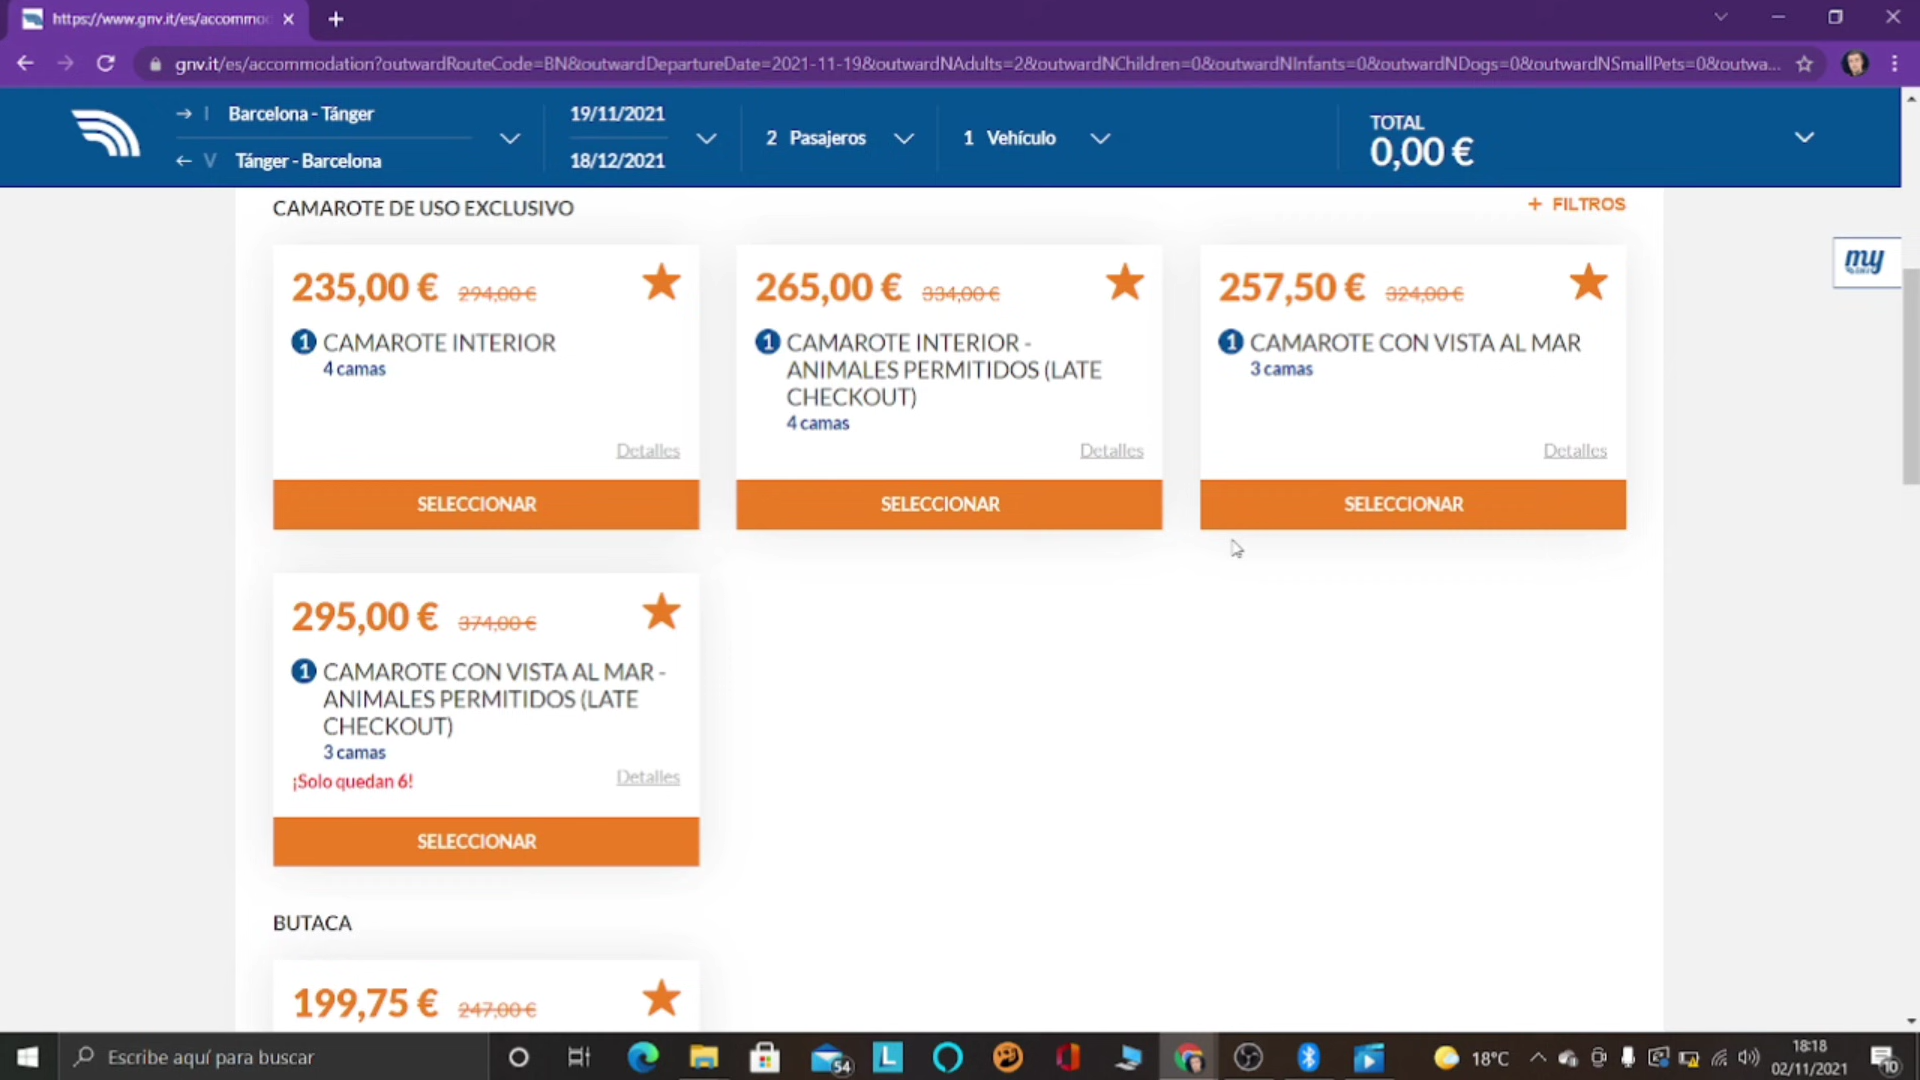 https://www.gnv.it/es/accommo
gnv.it/es/accommodation?outwardRouteCode=BN&outwardDepartureDate=2021-11-19&outwardNAdults=2&outwardNChildren=0&outwardNInfants=0&outwardNDogs=0&outwardNSmallPets=0&outwa...
I Barcelona - Tánger
V Tánger - Barcelona
19/11/2021
18/12/2021
2 Pasajeros
1 Vehículo
TOTAL
0,00 €
CAMAROTE DE USO EXCLUSIVO
+ FILTROS
my
235,00 € 294,00 €
1 CAMAROTE INTERIOR
4 camas
Detalles
SELECCIONAR
265,00 € 334,00 €
1 CAMAROTE INTERIOR -
ANIMALES PERMITIDOS (LATE
CHECKOUT)
4 camas
Detalles
SELECCIONAR
257,50 € 324,00 €
1 CAMAROTE CON VISTA AL MAR
3 camas
Detalles
SELECCIONAR
295,00 € 374,00 €
1 CAMAROTE CON VISTA AL MAR -
ANIMALES PERMITIDOS (LATE
CHECKOUT)
3 camas
¡Solo quedan 6!
Detalles
SELECCIONAR
BUTACA
199,75 € 247,00 €
Escribe aquí para buscar
54
L
18°C
18:18
02/11/2021
10